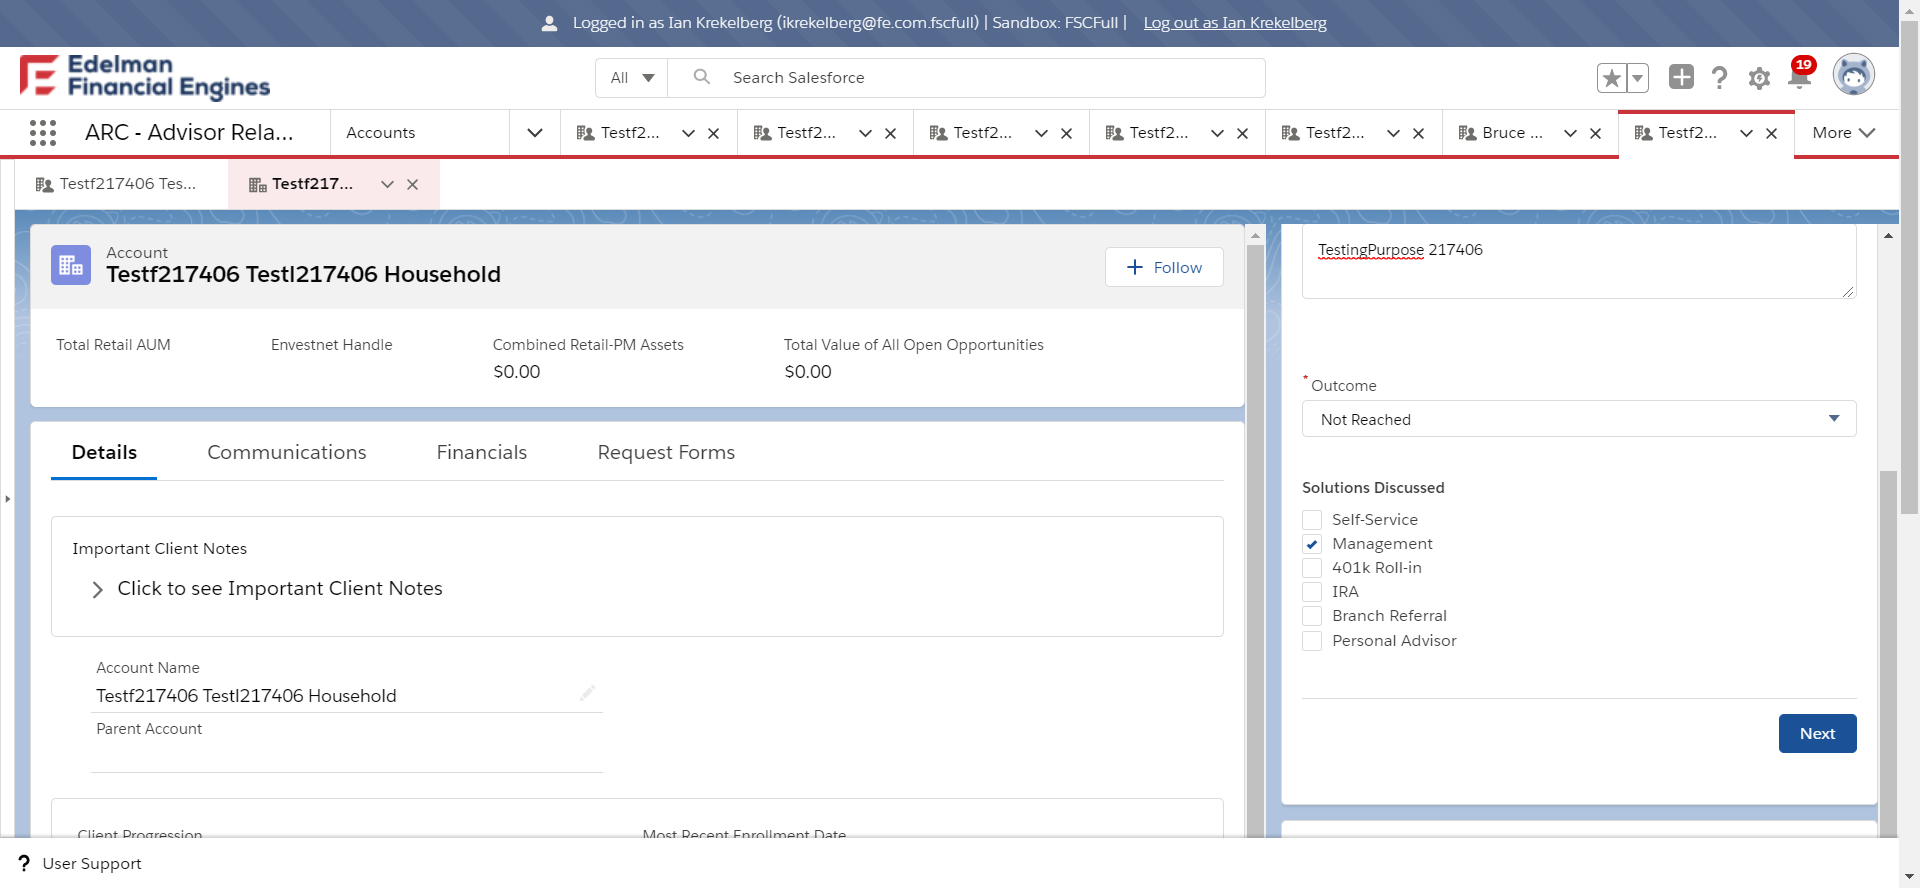 Logged in as Ian Krekelberg (ikrekelberg@fe.com.fscfull) | Sandbox: FSCFull | Log out as Ian Krekelberg
Edelman
Financial Engines
All
Search Salesforce
19
ARC - Advisor Rela...
Accounts
Testf2...
Testf2...
Testf2...
Testf2...
Testf2...
Bruce ...
Testf2...
More
Testf217406 Tes...
Testf217...
Account
Testf217406 Testl217406 Household
Follow
Total Retail AUM
Envestnet Handle
Combined Retail-PM Assets
$0.00
Total Value of All Open Opportunities
$0.00
Details
Communications
Financials
Request Forms
Important Client Notes
Click to see Important Client Notes
Account Name
Testf217406 Testl217406 Household
Parent Account
Client Progression
Most Recent Enrollment Date
TestingPurpose 217406
* Outcome
Not Reached
Solutions Discussed
Self-Service
Management
401k Roll-in
IRA
Branch Referral
Personal Advisor
Next
? User Support